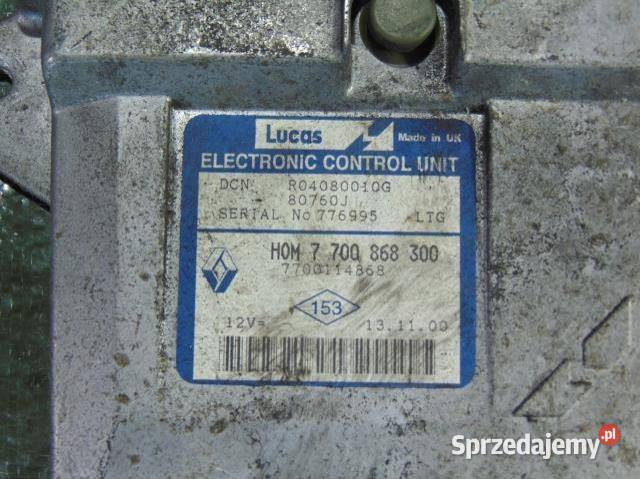 Lucas Made in UK
ELECTRONIC CONTROL UNIT
DCN R04080010G
80760J
SERIAL No 776995 LTG
HOM 7 700 868 300
7700114868
153
12V= 13.11.00
Sprzedajemy.pl